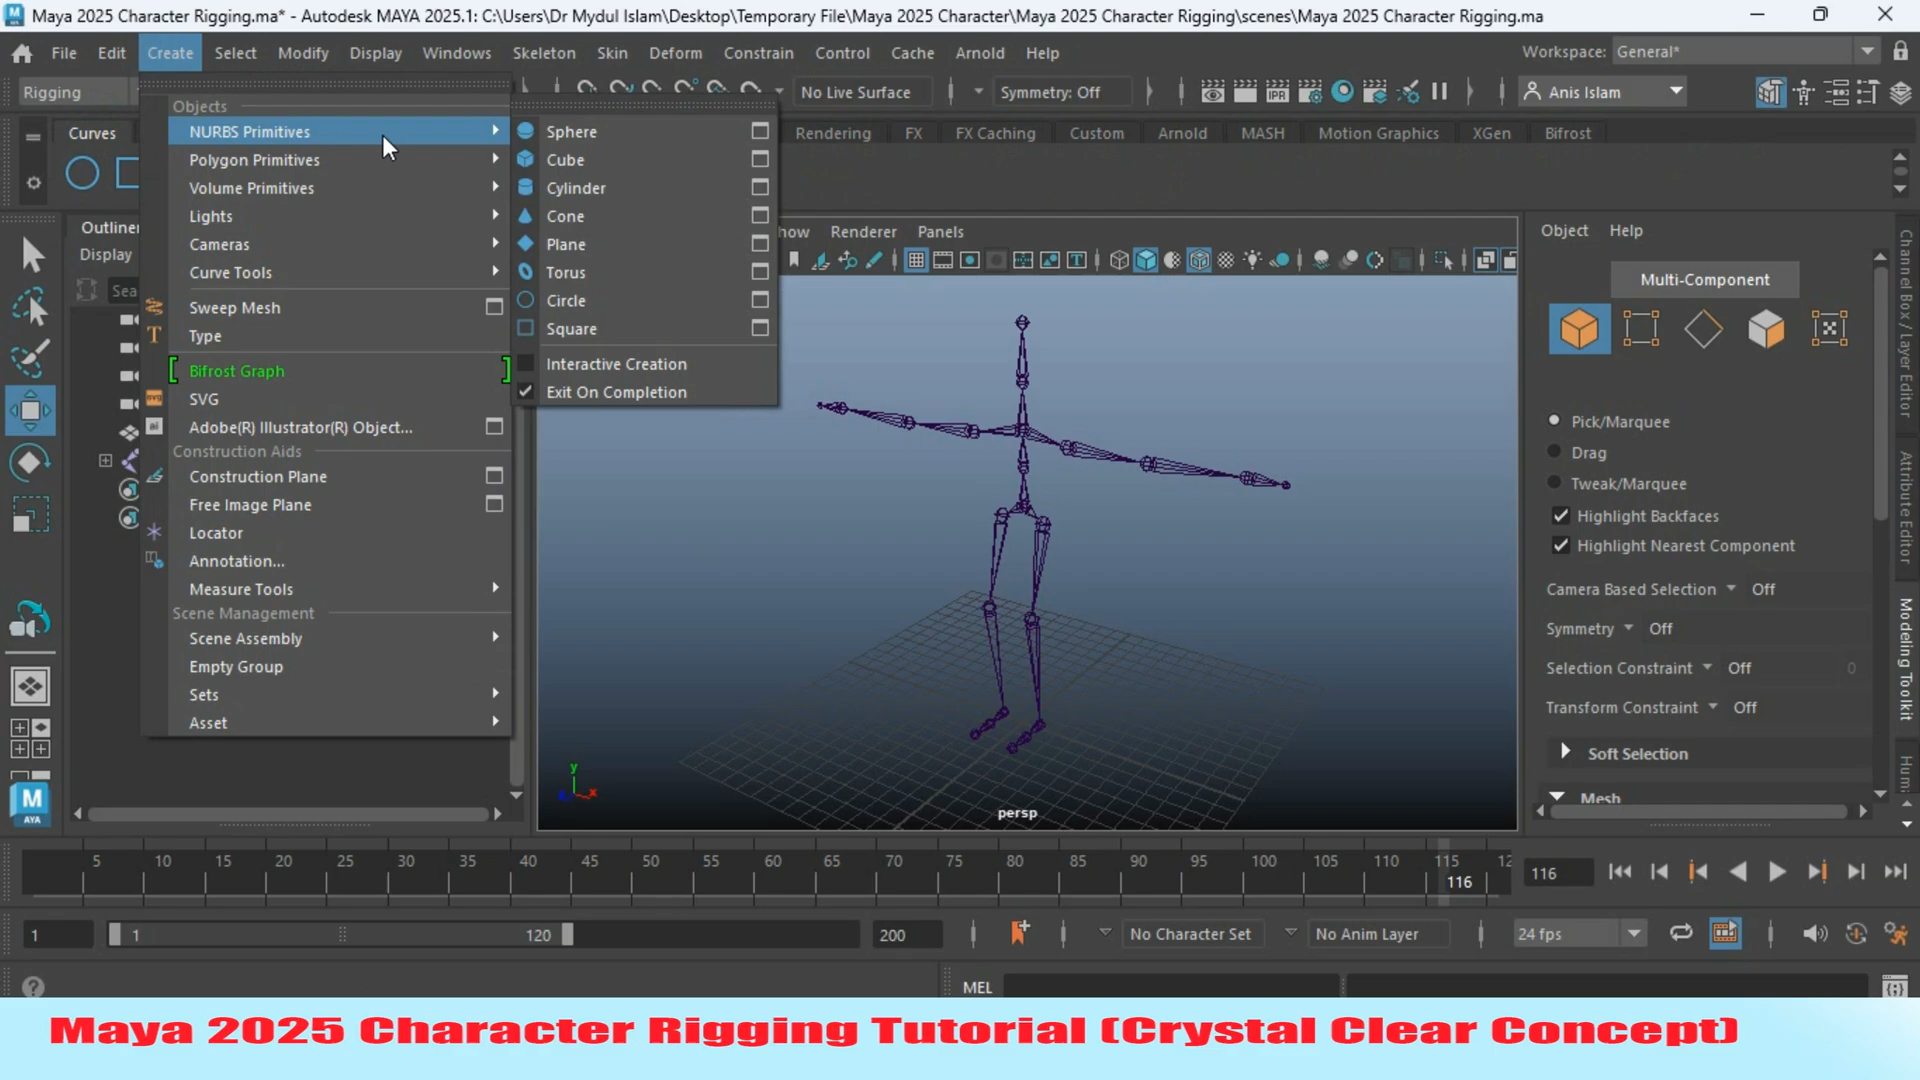 Maya 2025 Character Rigging.ma* - Autodesk MAYA 2025.1: C:\Users\Dr Mydul Islam\Desktop\Temporary File\Maya 2025 Character\Maya 2025 Character Rigging\scenes\Maya 2025 Character Rigging.ma
File Edit Create Select Modify Display Windows Skeleton Skin Deform Constrain Control Cache Arnold Help
Workspace: General*
Rigging
No Live Surface
Symmetry: Off
IPR
Anis Islam
Curves
Rendering FX FX Caching Custom Arnold MASH Motion Graphics XGen Bifrost
Objects
NURBS Primitives
Polygon Primitives
Volume Primitives
Lights
Cameras
Curve Tools
Sweep Mesh
Type
Bifrost Graph
SVG
Adobe(R) Illustrator(R) Object...
Construction Aids
Construction Plane
Free Image Plane
Locator
Annotation...
Measure Tools
Scene Management
Scene Assembly
Empty Group
Sets
Asset
Sphere
Cube
Cylinder
Cone
Plane
Torus
Circle
Square
Interactive Creation
Exit On Completion
Outliner
Display
Sea
how Renderer Panels
persp
y
x
Object Help
Multi-Component
Pick/Marquee
Drag
Tweak/Marquee
Highlight Backfaces
Highlight Nearest Component
Camera Based Selection Off
Symmetry Off
Selection Constraint Off 0
Transform Constraint Off
Soft Selection
Mesh
Channel Box / Layer Editor
Attribute Editor
Modeling Toolkit
Humi
M
AYA
5 10 15 20 25 30 35 40 45 50 55 60 65 70 75 80 85 90 95 100 105 110 115 12
116
116
1
1
120
200
No Character Set
No Anim Layer
24 fps
MEL
Maya 2025 Character Rigging Tutorial (Crystal Clear Concept)